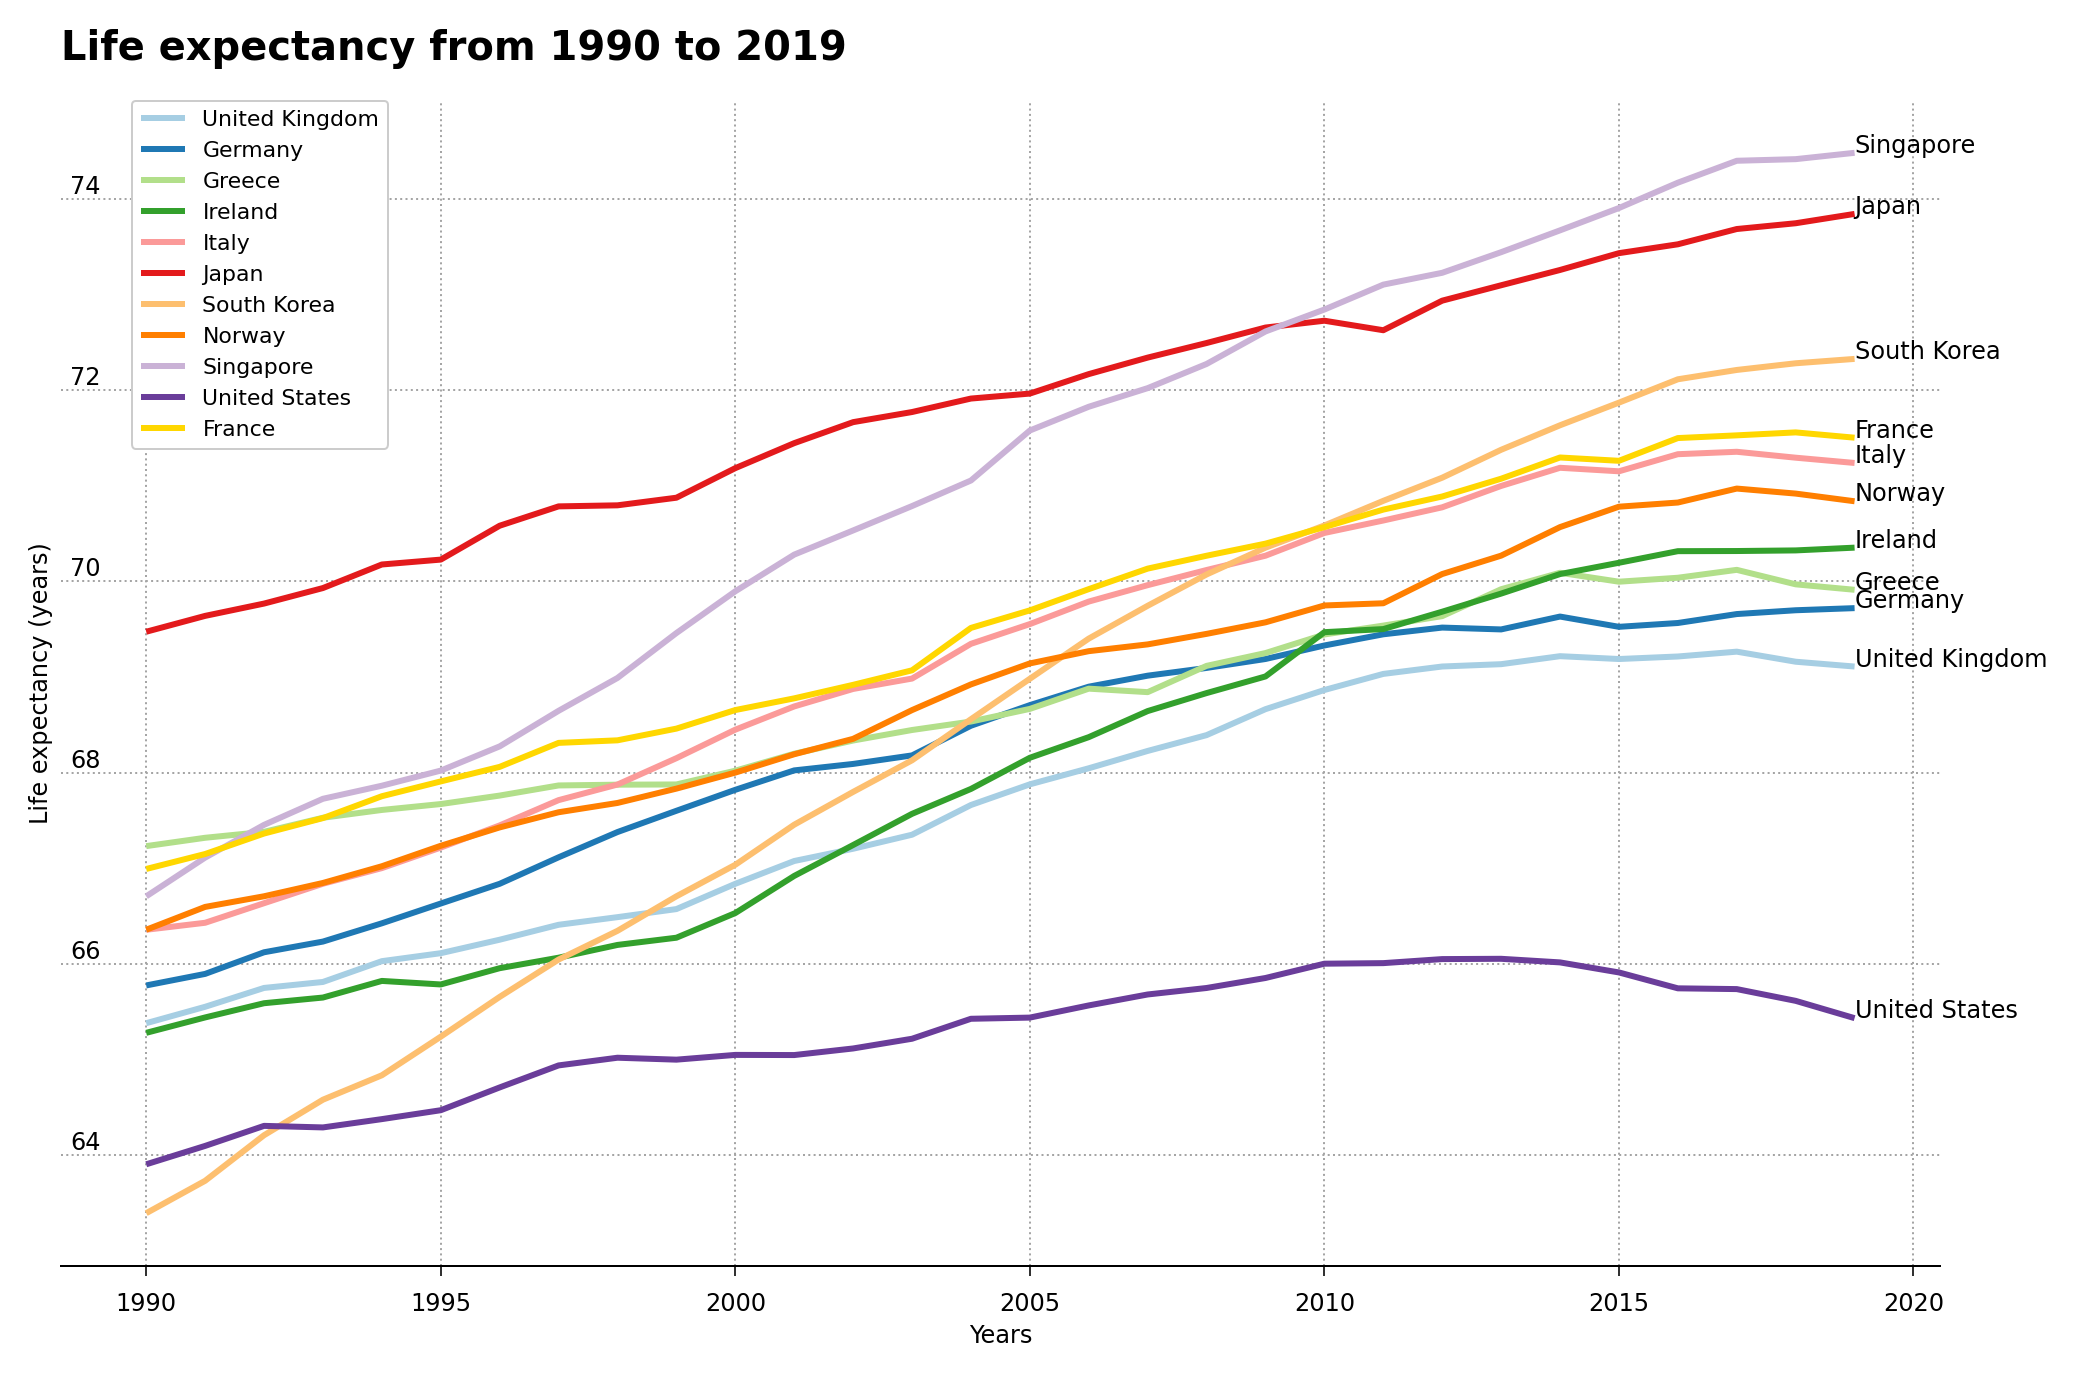 Life expectancy from 1990 to 2019
United Kingdom
Germany
Greece
Ireland
Italy
Japan
South Korea
Norway
Singapore
United States
France
74
72
70
68
66
64
Life expectancy (years)
Singapore
Japan
South Korea
France
Italy
Norway
Ireland
Greece
Germany
United Kingdom
United States
1990 1995 2000 2005 2010 2015 2020
Years